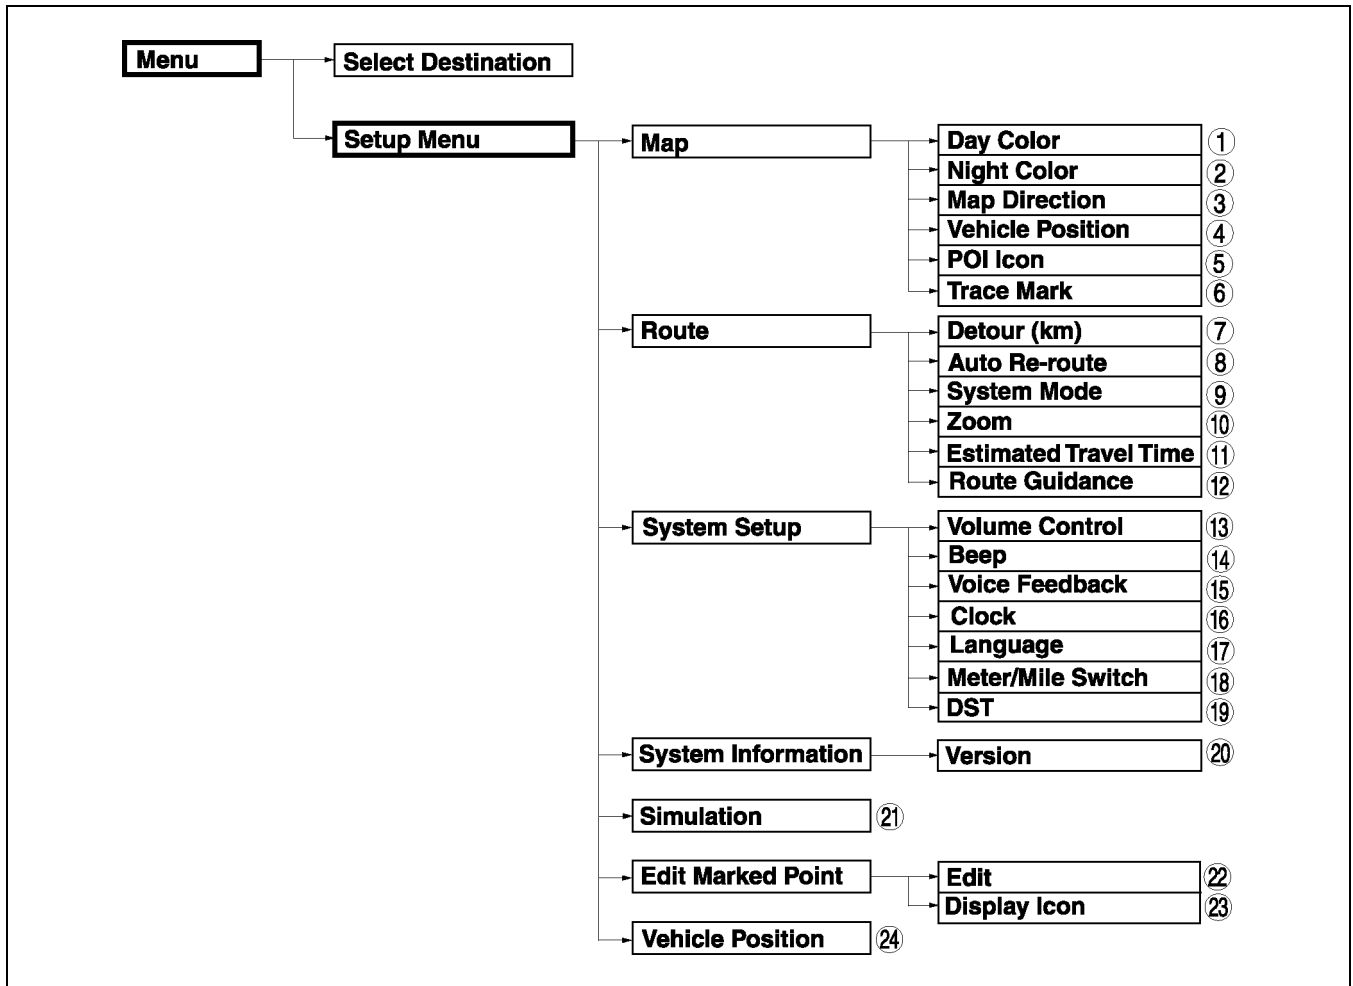 Menu
Select Destination
Setup Menu
Map
Day Color ①
Night Color ②
Map Direction ③
Vehicle Position ④
POI Icon ⑤
Trace Mark ⑥
Route
Detour (km) ⑦
Auto Re-route ⑧
System Mode ⑨
Zoom ⑩
Estimated Travel Time ⑪
Route Guidance ⑫
System Setup
Volume Control ⑬
Beep ⑭
Voice Feedback ⑮
Clock ⑯
Language ⑰
Meter/Mile Switch ⑱
DST ⑲
System Information
Version ⑳
Simulation ㉑
Edit Marked Point
Edit ㉒
Display Icon ㉓
Vehicle Position ㉔